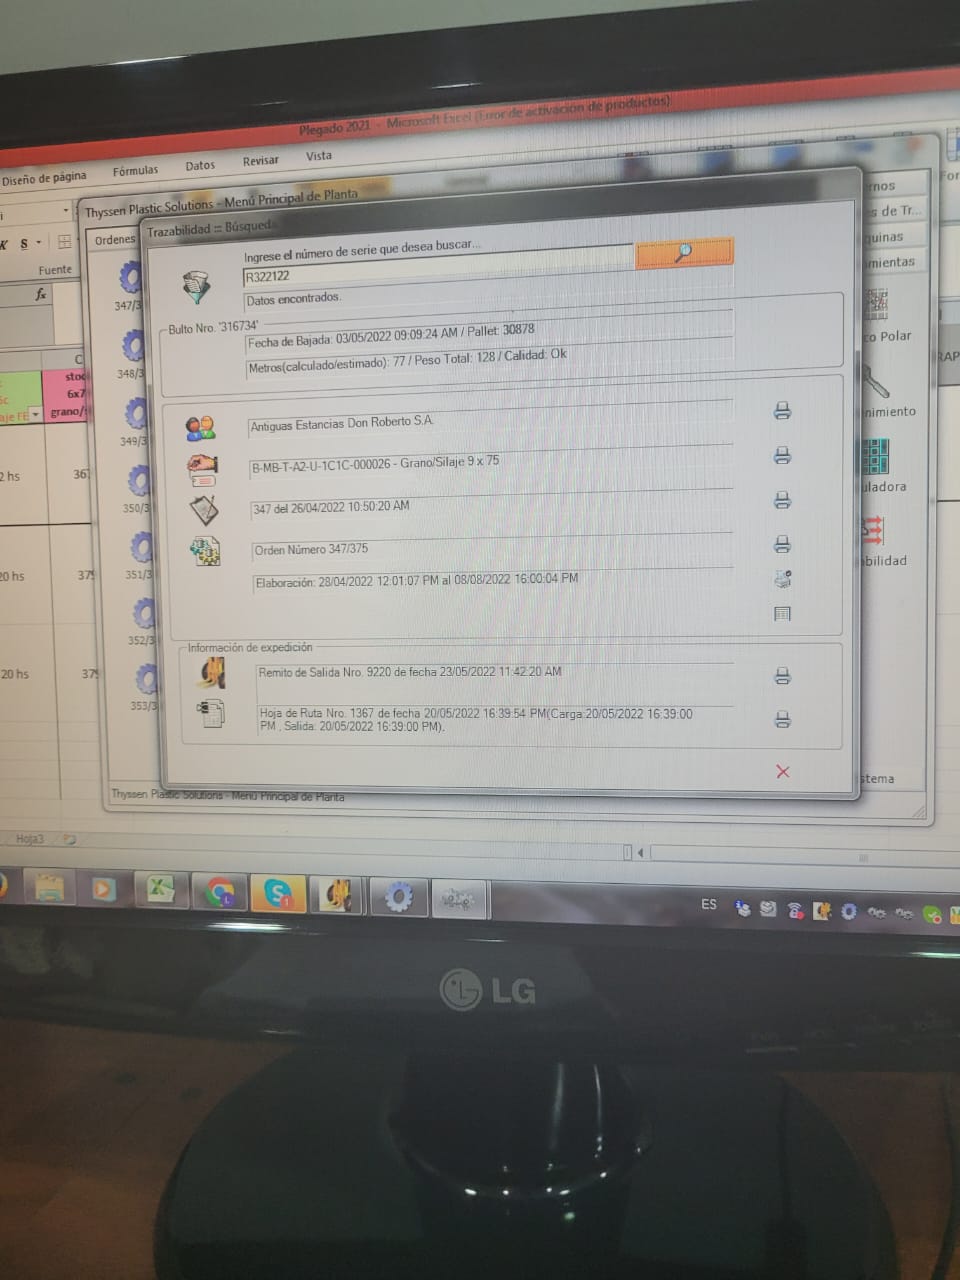 Plegado 2021 - Microsoft Excel (Error de activación de productos)
Diseño de página Fórmulas Datos Revisar Vista
Thyssen Plastic Solutions - Menú Principal de Planta
Trazabilidad ::: Búsqueda
Ordenes
Fuente
fx
K S
Ingrese el número de serie que desea buscar...
R322122
Datos encontrados.
Bulto Nro. '316734'
Fecha de Bajada: 03/05/2022 09:09:24 AM / Pallet: 30878
Metros(calculado/estimado): 77 / Peso Total: 128 / Calidad: Ok
Antiguas Estancias Don Roberto S.A.
B-MB-T-A2-U-1C1C-000026 - Grano/Silaje 9 x 75
347 del 26/04/2022 10:50:20 AM
Orden Número 347/375
Elaboración: 28/04/2022 12:01:07 PM al 08/08/2022 16:00:04 PM
Información de expedición
Remito de Salida Nro. 9220 de fecha 23/05/2022 11:42:20 AM
Hoja de Ruta Nro. 1367 de fecha 20/05/2022 16:39:54 PM(Carga:20/05/2022 16:39:00
PM , Salida: 20/05/2022 16:39:00 PM).
347/3
348/3
349/3
350/3
351/3
352/3
353/3
C
stoc
6x7
grano/s
aje FE
2 hs 367
20 hs 379
20 hs 379
rnos
s de Tr...
quinas
mientas
co Polar
nimiento
uladora
bilidad
stema
Thyssen Plastic Solutions - Menú Principal de Planta
Hoja3
ES
LG